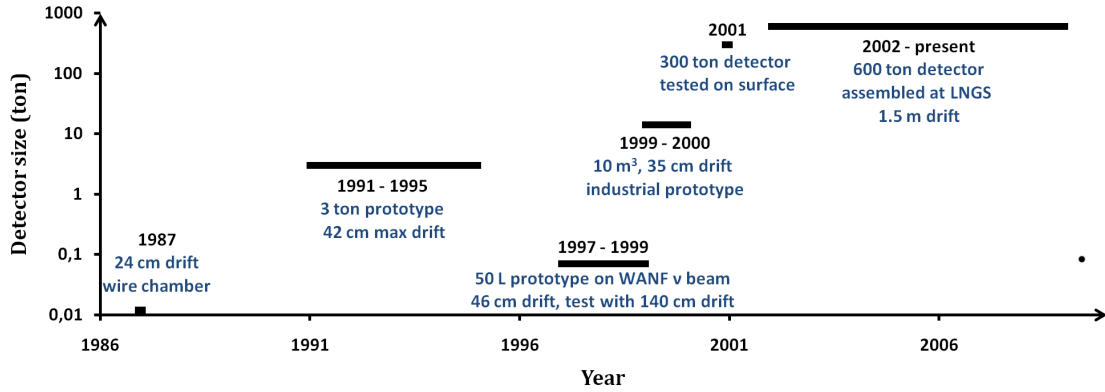 1000
100
10
1
0,1
0,01
Detector size (ton)
1987
24 cm drift
wire chamber
1991 - 1995
3 ton prototype
42 cm max drift
1997 - 1999
50 L prototype on WANF ν beam
46 cm drift, test with 140 cm drift
1999 - 2000
10 m³, 35 cm drift
industrial prototype
2001
300 ton detector
tested on surface
2002 - present
600 ton detector
assembled at LNGS
1.5 m drift
1986 1991 1996 2001 2006
Year